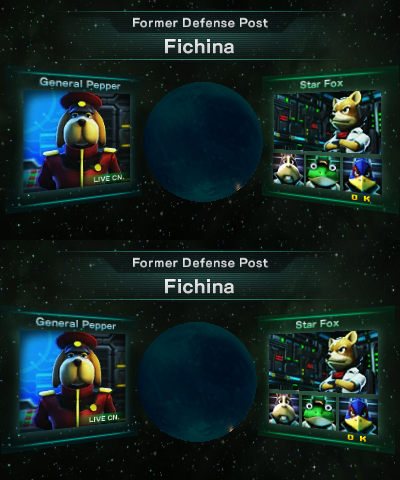 Former Defense Post
Fichina
General Pepper
Star Fox
LIVE CN.
O K
Former Defense Post
Fichina
General Pepper
Star Fox
LIVE CN.
O K